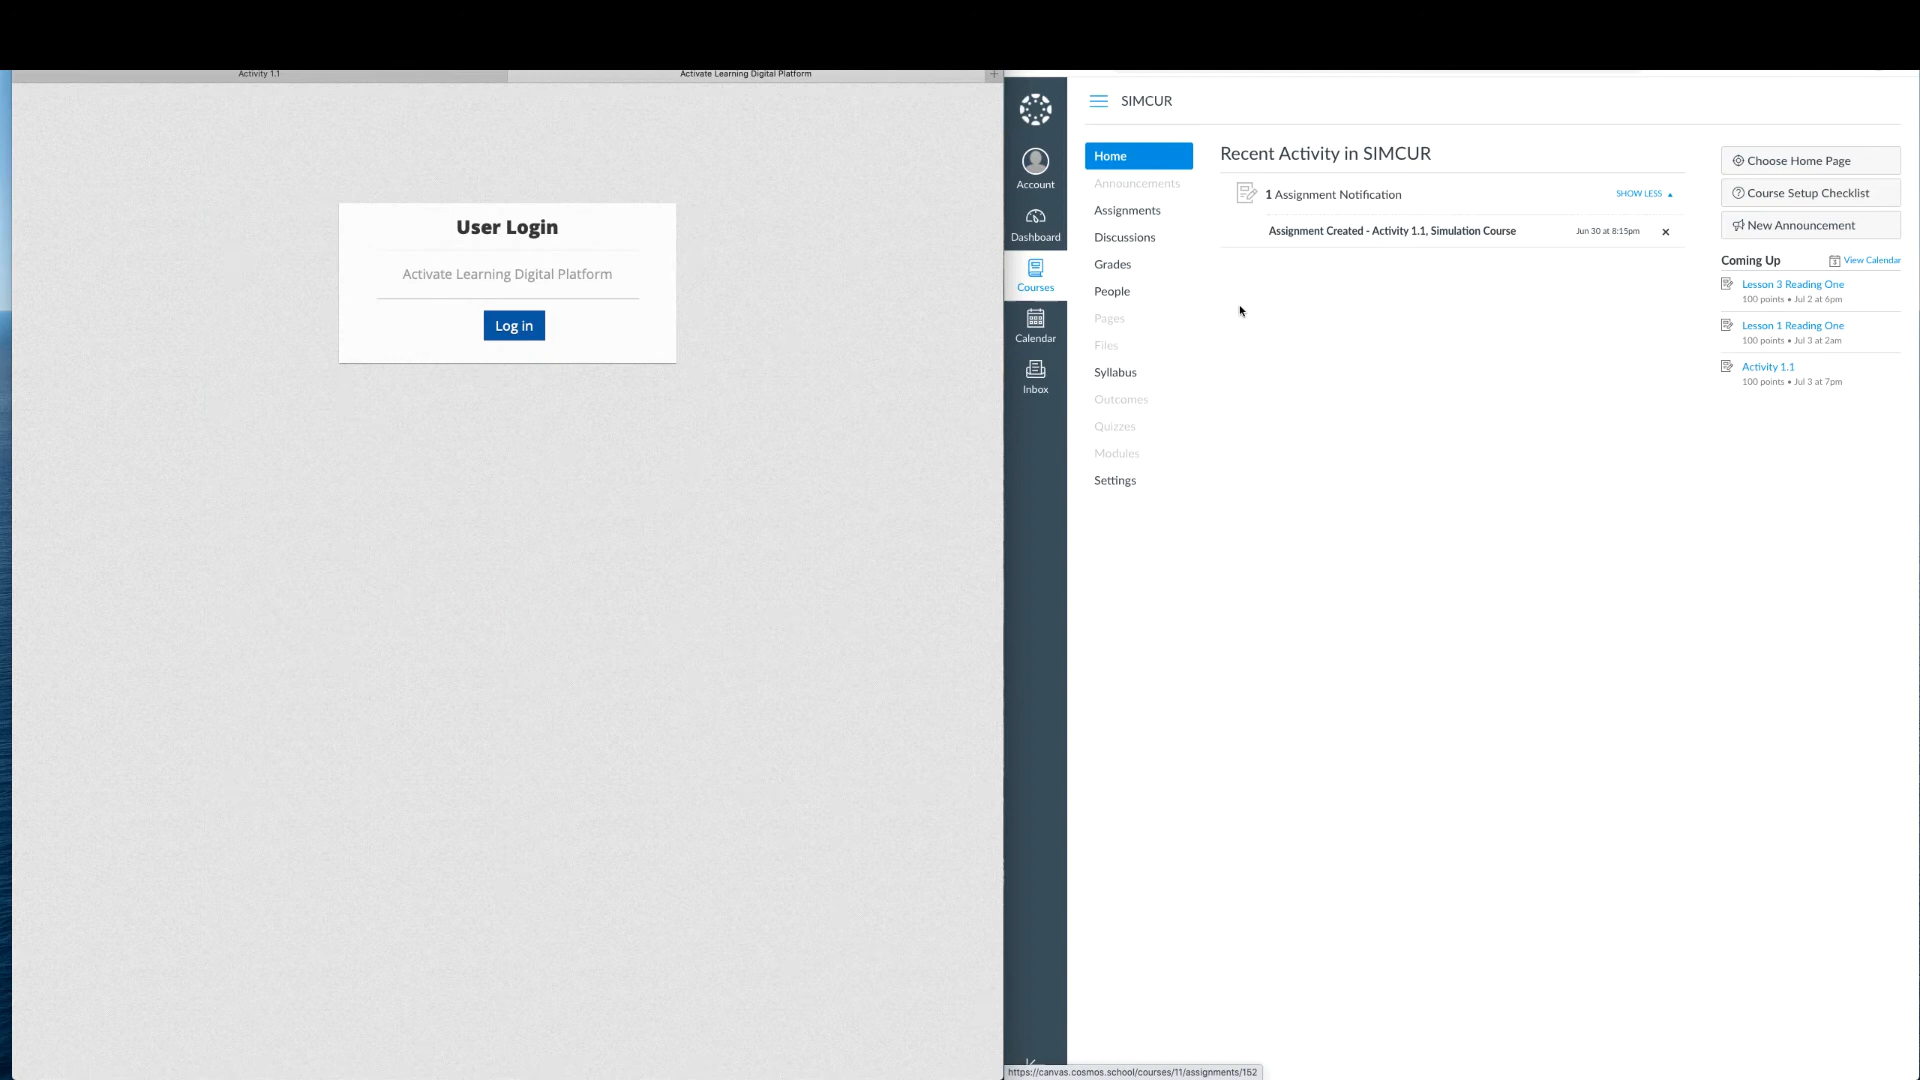 Activity 1.1
Activate Learning Digital Platform
User Login
Activate Learning Digital Platform
Log in
Account
Dashboard
Courses
Calendar
Inbox
SIMCUR
Home
Announcements
Assignments
Discussions
Grades
People
Pages
Files
Syllabus
Outcomes
Quizzes
Modules
Settings
Recent Activity in SIMCUR
1 Assignment Notification
SHOW LESS
Assignment Created - Activity 1.1, Simulation Course
Jun 30 at 8:15pm
Choose Home Page
Course Setup Checklist
New Announcement
Coming Up
View Calendar
Lesson 3 Reading One
100 points • Jul 2 at 6pm
Lesson 1 Reading One
100 points • Jul 3 at 2am
Activity 1.1
100 points • Jul 3 at 7pm
https://canvas.cosmos.school/courses/11/assignments/152